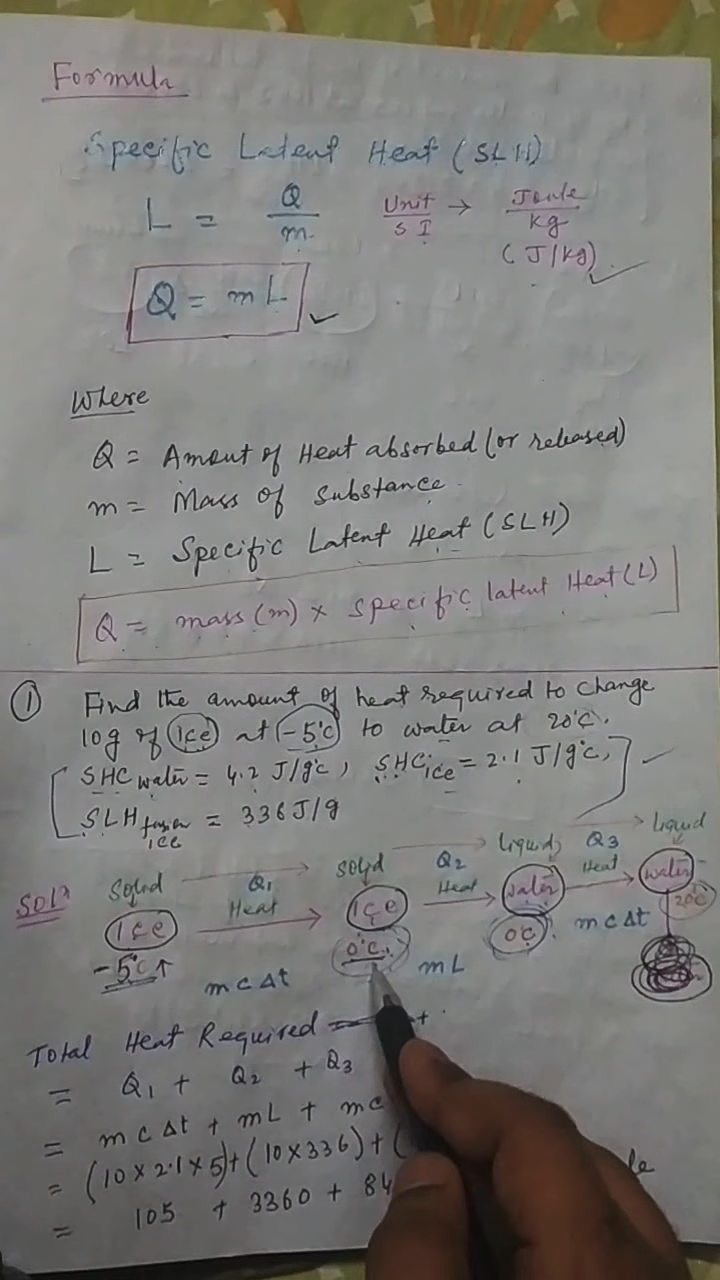 Formula
Specific Latent Heat (SLH)
L = Q/m Unit/SI → Joule/kg
(J/kg)
Q = mL
Where
Q = Amout of Heat absorbed (or released)
m = Mass of Substance
L = Specific Latent Heat (SLH)
Q = mass (m) x Specific latent Heat (L)
① Find the amount of heat required to change
10g of Ice at -5°C to water at 20°C.
[SHC water = 4.2 J/g°C, SHC ice = 2.1 J/g°C,
SLH fusion ice = 336 J/g]
Solid Q1 Solid Q2 liquid, Q3 liquid
Soln Ice Heat Ice Heat water Heat water
-5°C ↑ mcΔt 0°C mL 0°C mcΔt 20°C
Total Heat Required = +
= Q1 + Q2 + Q3
= mcΔt + mL + mc
= (10 x 2.1 x 5) + (10 x 336) + (
= 105 + 3360 + 84